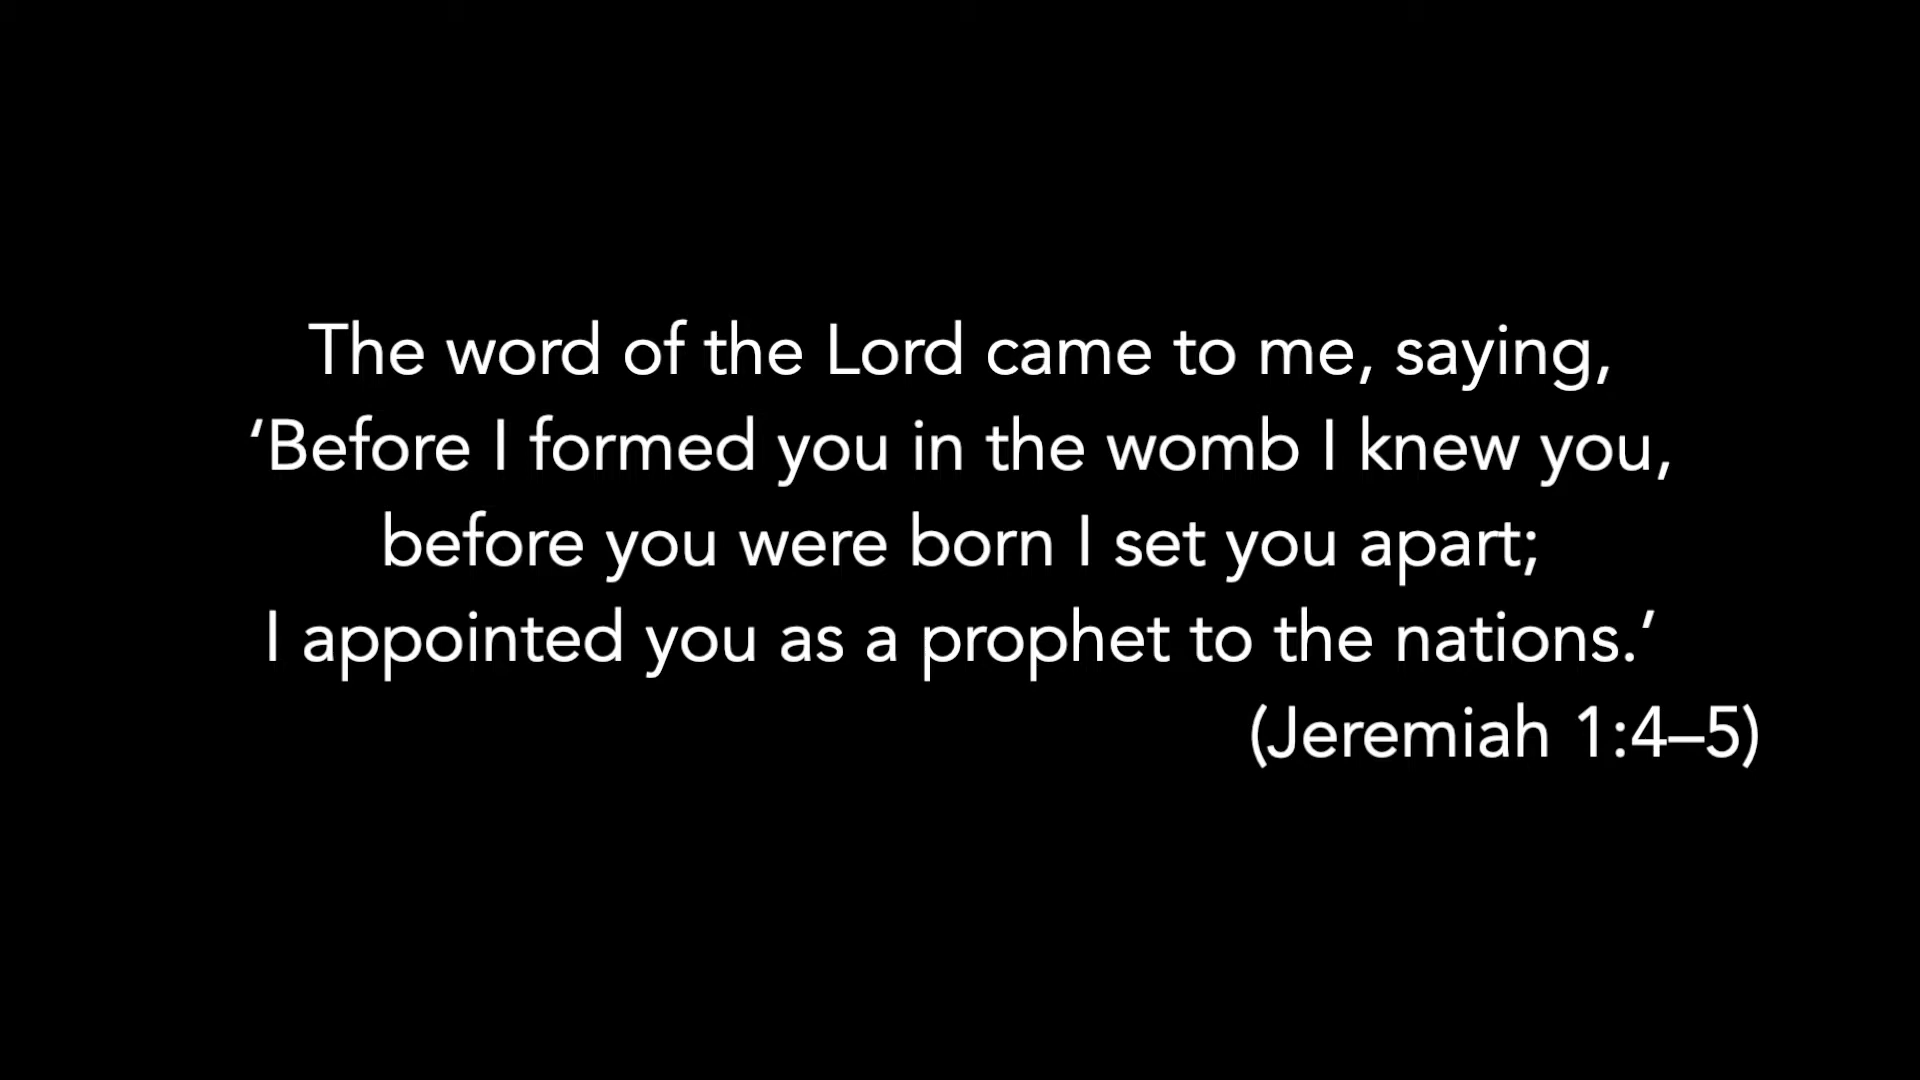 The word of the Lord came to me, saying,
‘Before I formed you in the womb I knew you,
before you were born I set you apart;
I appointed you as a prophet to the nations.’
(Jeremiah 1:4–5)